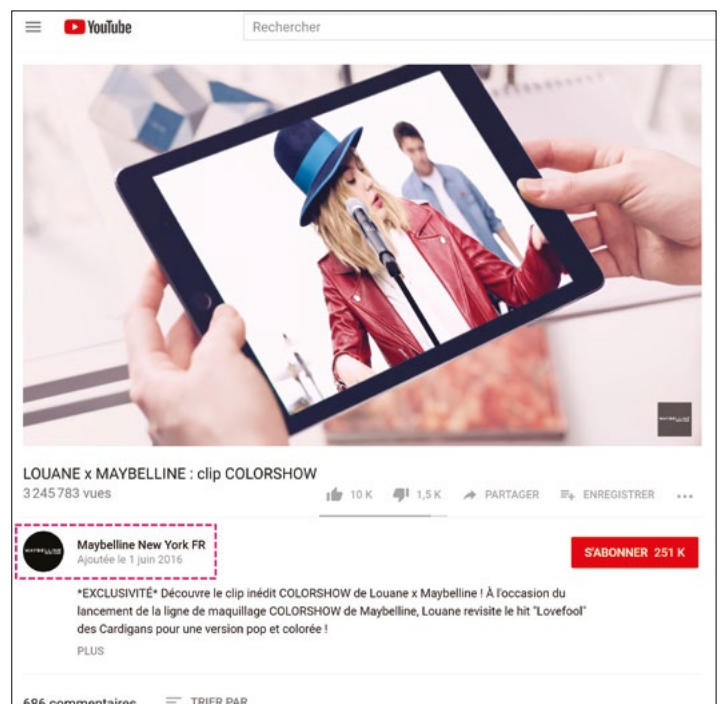 YouTube
Rechercher
MAYBELLINE
LOUANE x MAYBELLINE : clip COLORSHOW
3 245 783 vues
10 K 1,5 K PARTAGER ENREGISTRER
MAYBELLINE
Maybelline New York FR
Ajoutée le 1 juin 2016
S'ABONNER 251 K
*EXCLUSIVITÉ* Découvre le clip inédit COLORSHOW de Louane x Maybelline ! À l'occasion du
lancement de la ligne de maquillage COLORSHOW de Maybelline, Louane revisite le hit "Lovefool"
des Cardigans pour une version pop et colorée !
PLUS
686 commentaires TRIER PAR